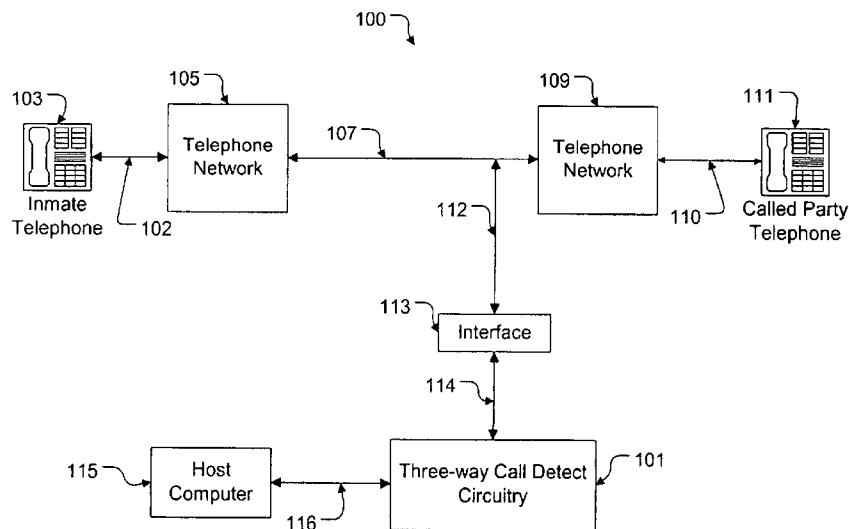 100
105
109
103
111
107
Telephone
Network
Telephone
Network
Inmate
Telephone
102
112
110
Called Party
Telephone
113
Interface
114
115
Host
Computer
116
Three-way Call Detect
Circuitry
101